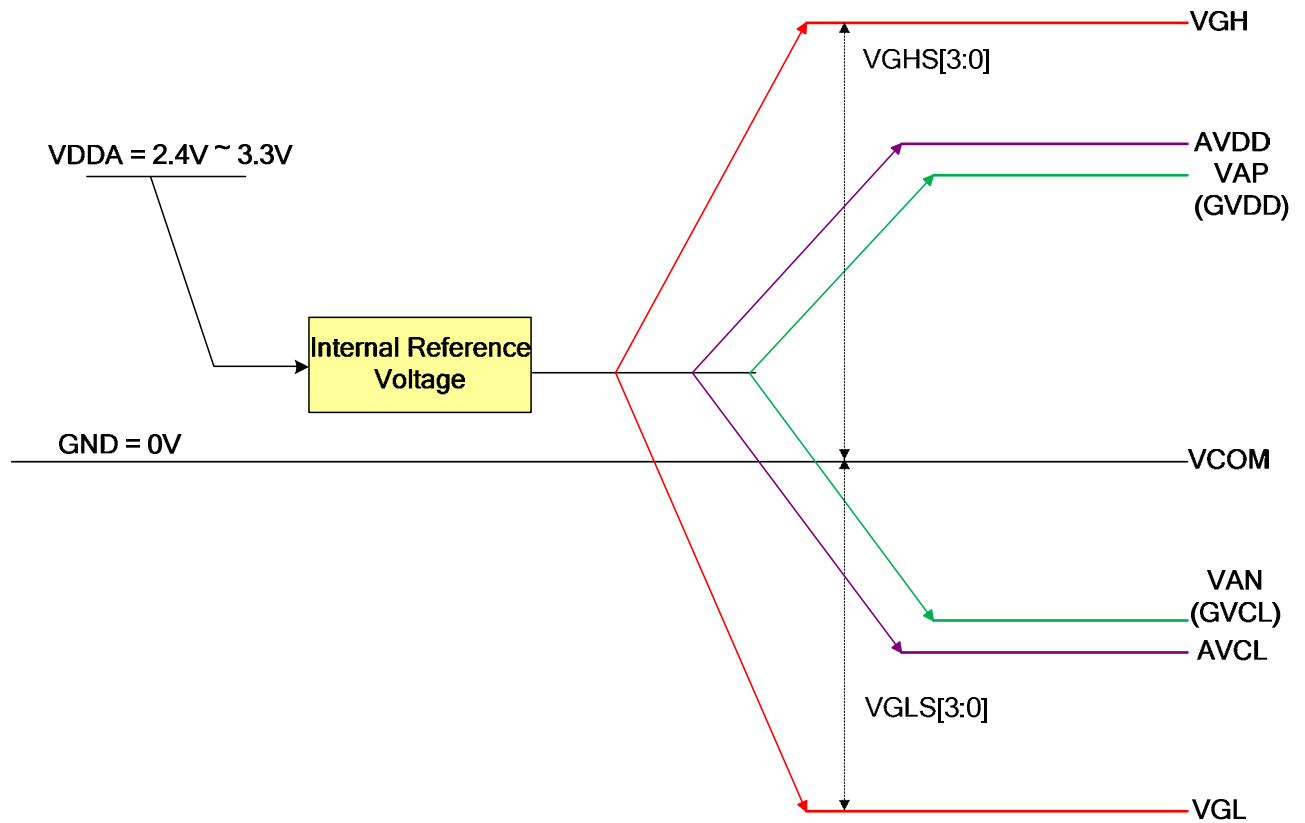 VGH
VGHS[3:0]
AVDD
VDDA = 2.4V ~ 3.3V
VAP
(GVDD)
Internal Reference
Voltage
GND = 0V
VCOM
VAN
(GVCL)
AVCL
VGLS[3:0]
VGL